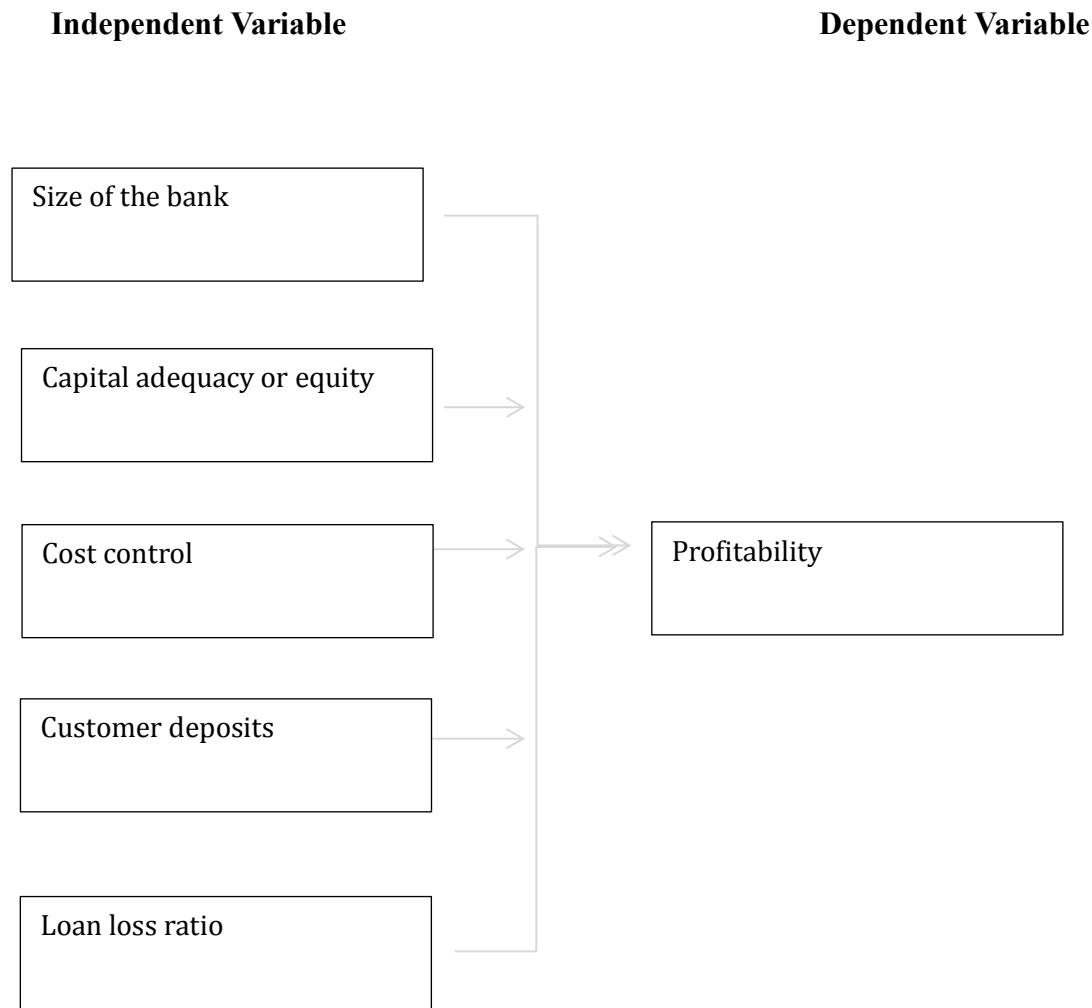 Independent Variable
Dependent Variable
Size of the bank
Capital adequacy or equity
Cost control
Profitability
Customer deposits
Loan loss ratio